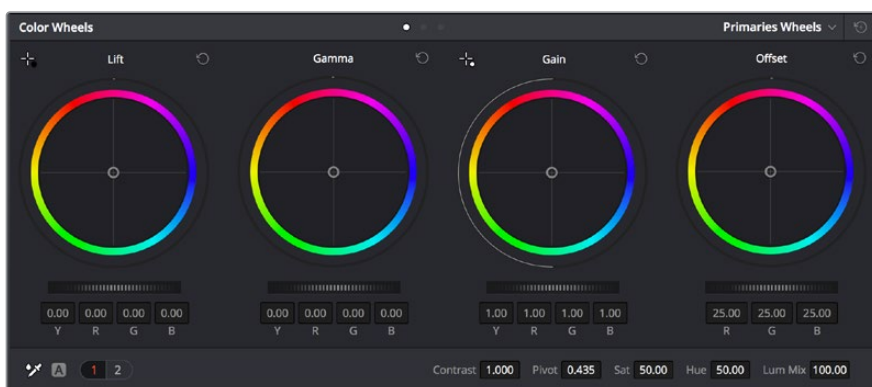 Color Wheels Primaries Wheels
Lift Gamma Gain Offset
0.00 0.00 0.00 0.00 0.00 0.00 0.00 0.00 1.00 1.00 1.00 1.00 25.00 25.00 25.00
Y R G B Y R G B Y R G B R G B
A 1 2 Contrast 1.000 Pivot 0.435 Sat 50.00 Hue 50.00 Lum Mix 100.00